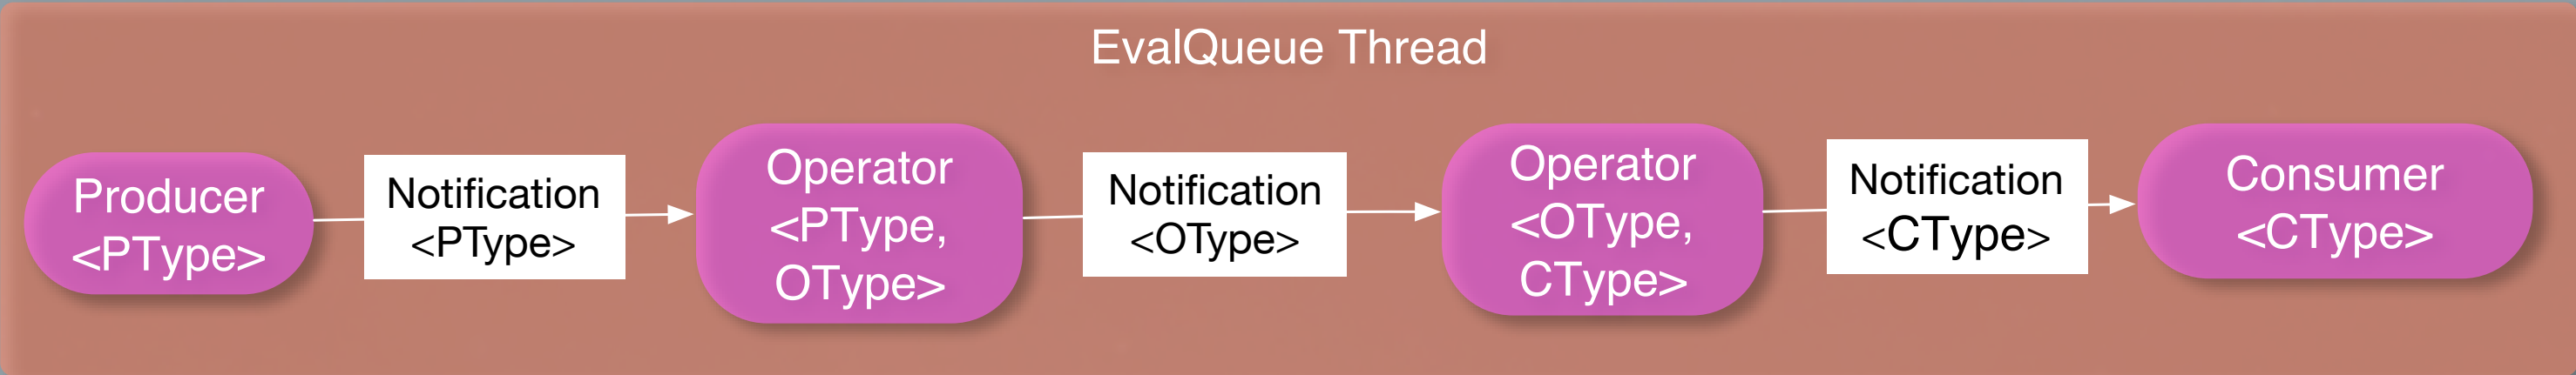 EvalQueue Thread
Producer
<PType>
Notification
<PType>
Operator
<PType,
OType>
Notification
<OType>
Operator
<OType,
CType>
Notification
<CType>
Consumer
<CType>